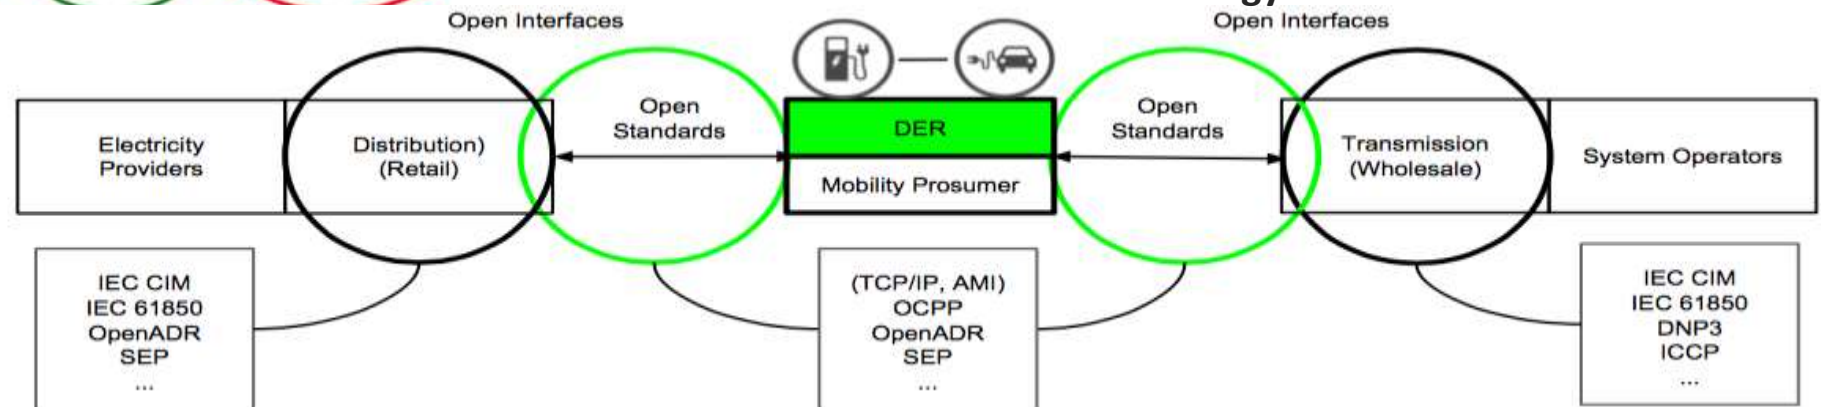 gy
Open Interfaces
Open Interfaces
Open
Standards
DER
Open
Standards
Electricity
Providers
Distribution)
(Retail)
Mobility Prosumer
Transmission
(Wholesale)
System Operators
IEC CIM
IEC 61850
OpenADR
SEP
...
(TCP/IP, AMI)
OCPP
OpenADR
SEP
...
IEC CIM
IEC 61850
DNP3
ICCP
...